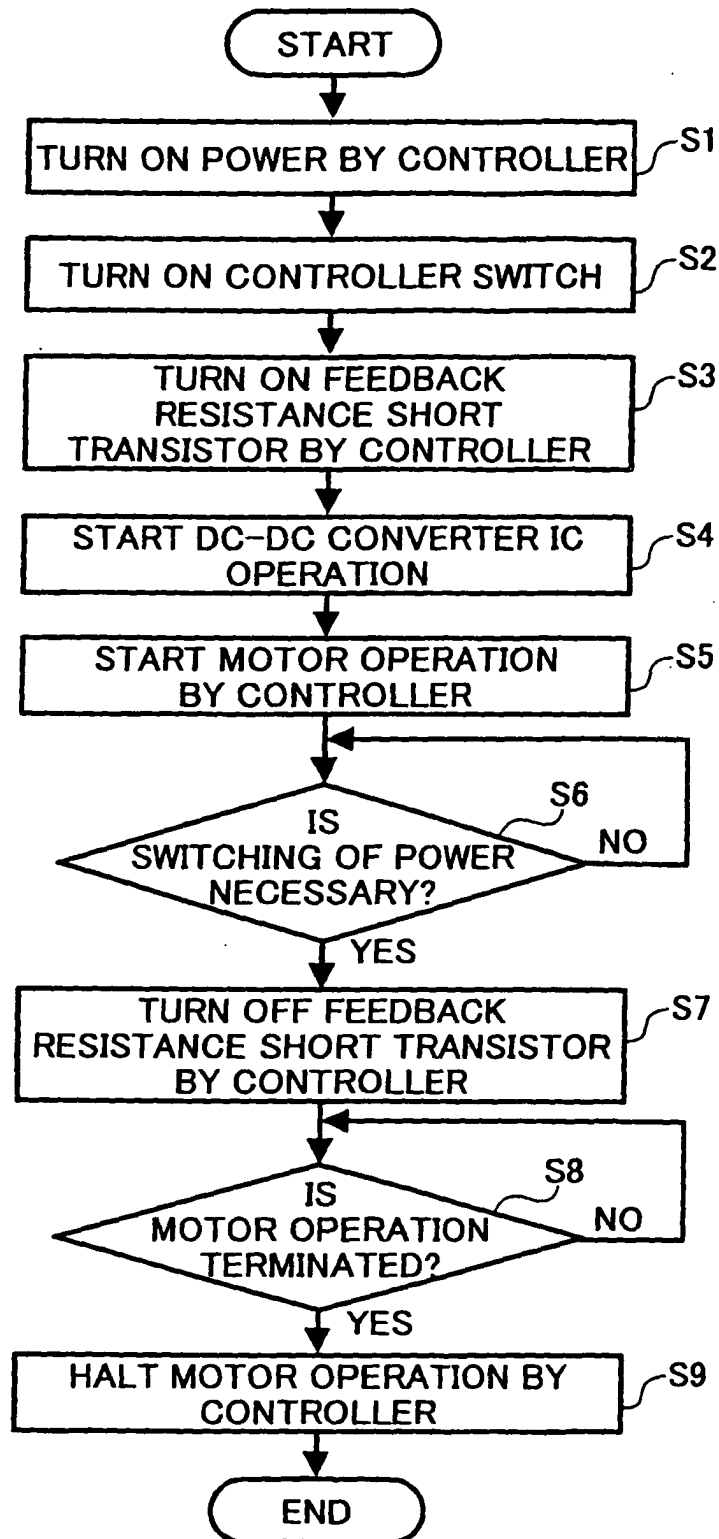 START
TURN ON POWER BY CONTROLLER
S1
TURN ON CONTROLLER SWITCH
S2
TURN ON FEEDBACK
RESISTANCE SHORT
TRANSISTOR BY CONTROLLER
S3
START DC-DC CONVERTER IC
OPERATION
S4
START MOTOR OPERATION
BY CONTROLLER
S5
IS
SWITCHING OF POWER
NECESSARY?
S6
NO
YES
TURN OFF FEEDBACK
RESISTANCE SHORT TRANSISTOR
BY CONTROLLER
S7
IS
MOTOR OPERATION
TERMINATED?
S8
NO
YES
HALT MOTOR OPERATION BY
CONTROLLER
S9
END